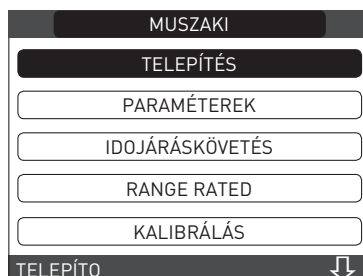 MUSZAKI
TELEPÍTÉS
PARAMÉTEREK
IDOJÁRÁSKÖVETÉS
RANGE RATED
KALIBRÁLÁS
TELEPÍTO